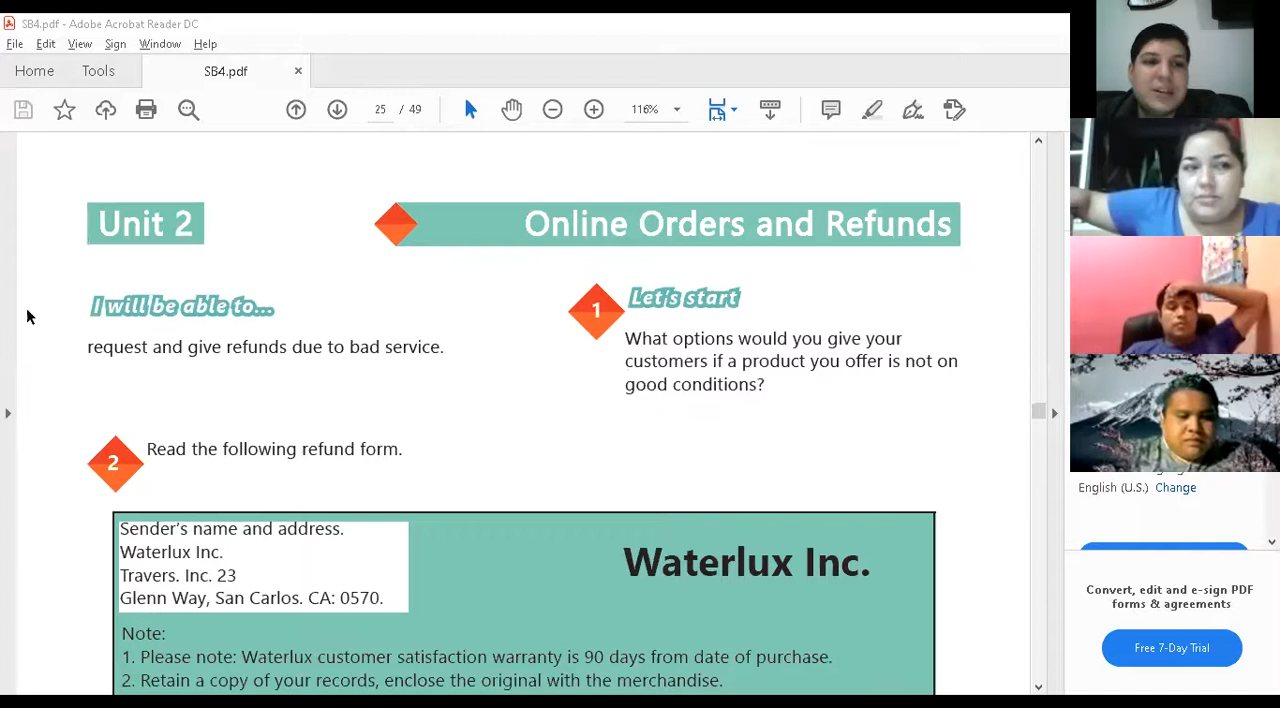 SB4.pdf - Adobe Acrobat Reader DC
File Edit View Sign Window Help
Home Tools SB4.pdf ×
25 / 49 116%
Unit 2
Online Orders and Refunds
I will be able to...
request and give refunds due to bad service.
1
Let's start
What options would you give your
customers if a product you offer is not on
good conditions?
2
Read the following refund form.
Sender's name and address.
Waterlux Inc.
Travers. Inc. 23
Glenn Way, San Carlos. CA: 0570.
Waterlux Inc.
Note:
1. Please note: Waterlux customer satisfaction warranty is 90 days from date of purchase.
2. Retain a copy of your records, enclose the original with the merchandise.
English (U.S.) Change
Convert, edit and e-sign PDF
forms & agreements
Free 7-Day Trial